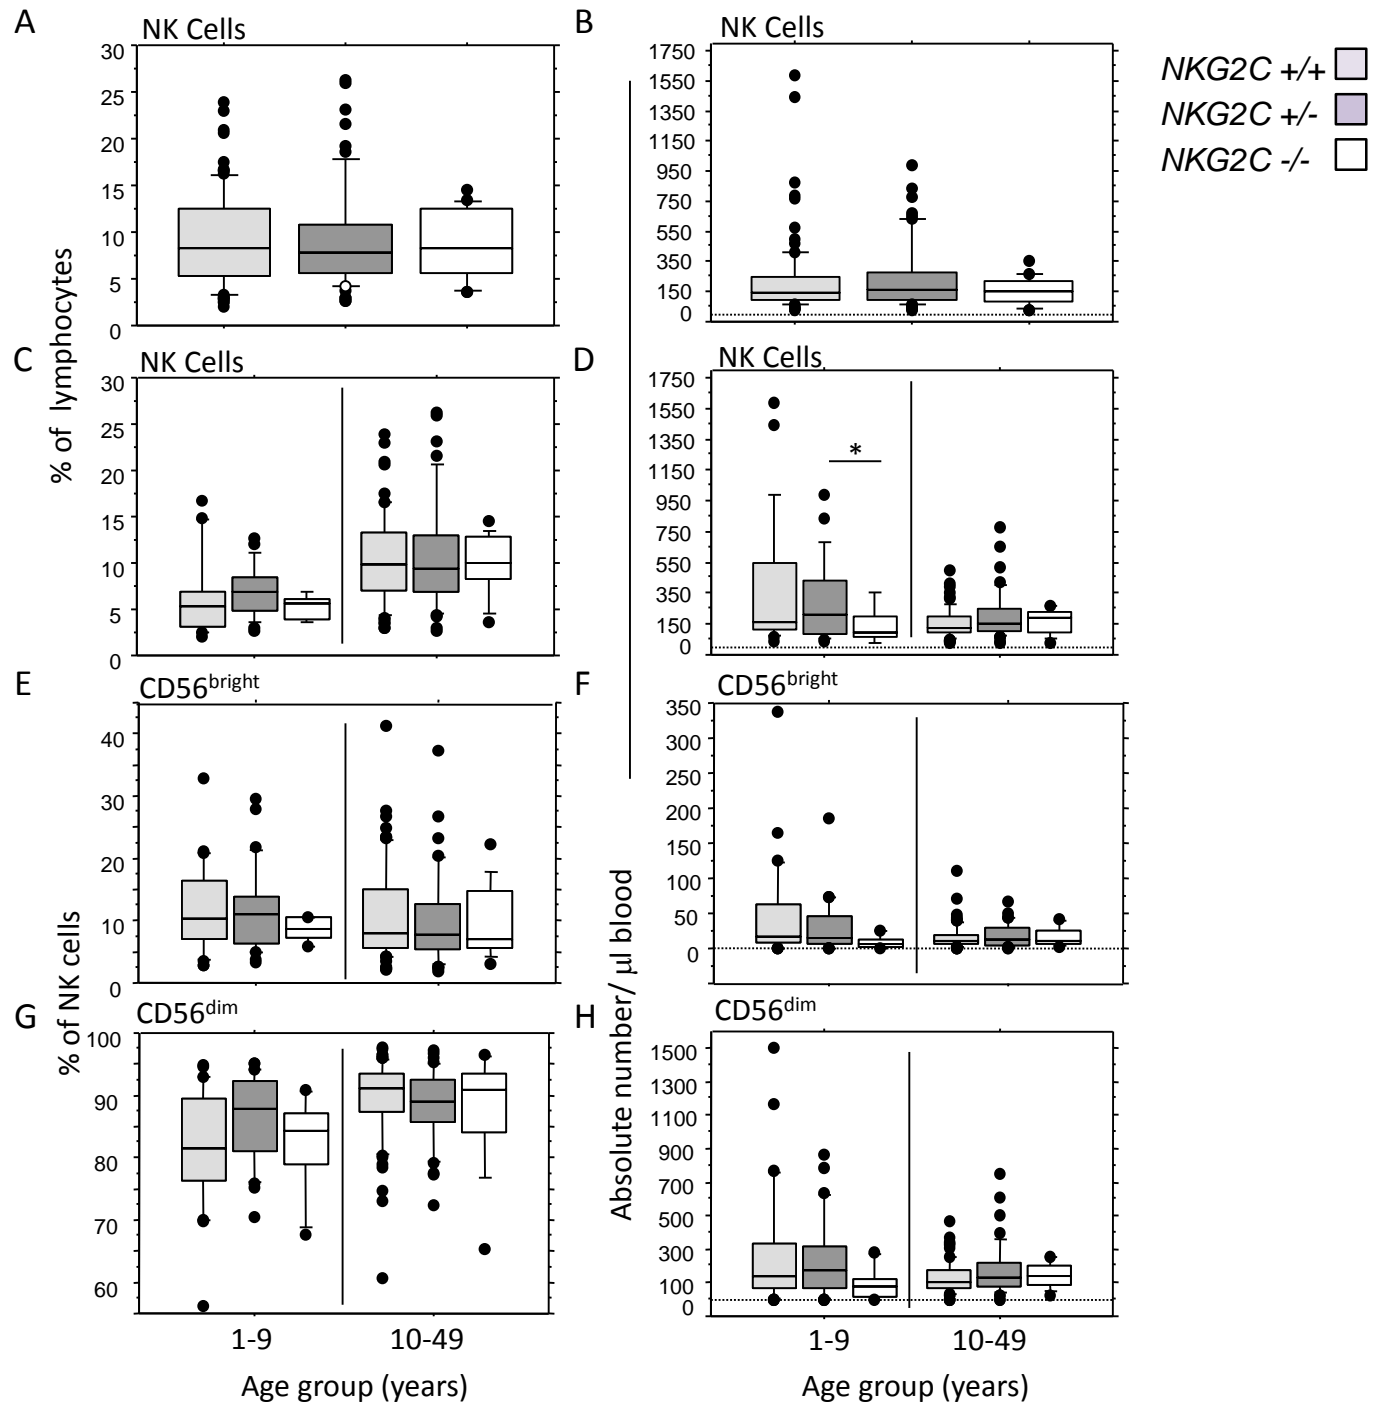 A
NK Cells
30
25
20
15
10
5
0
B
NK Cells
1750
1550
1350
1150
950
750
550
350
150
0
NKG2C +/+
NKG2C +/-
NKG2C -/-
% of lymphocytes
C
NK Cells
30
25
20
15
10
5
0
D
NK Cells
1750
1550
1350
1150
950
750
550
350
150
0
*
E
CD56bright
40
30
20
10
0
F
CD56bright
350
300
250
200
150
100
50
0
% of NK cells
Absolute number/ µl blood
G
CD56dim
100
90
80
70
60
1-9
10-49
Age group (years)
H
CD56dim
1500
1300
1100
900
700
500
300
100
0
1-9
10-49
Age group (years)